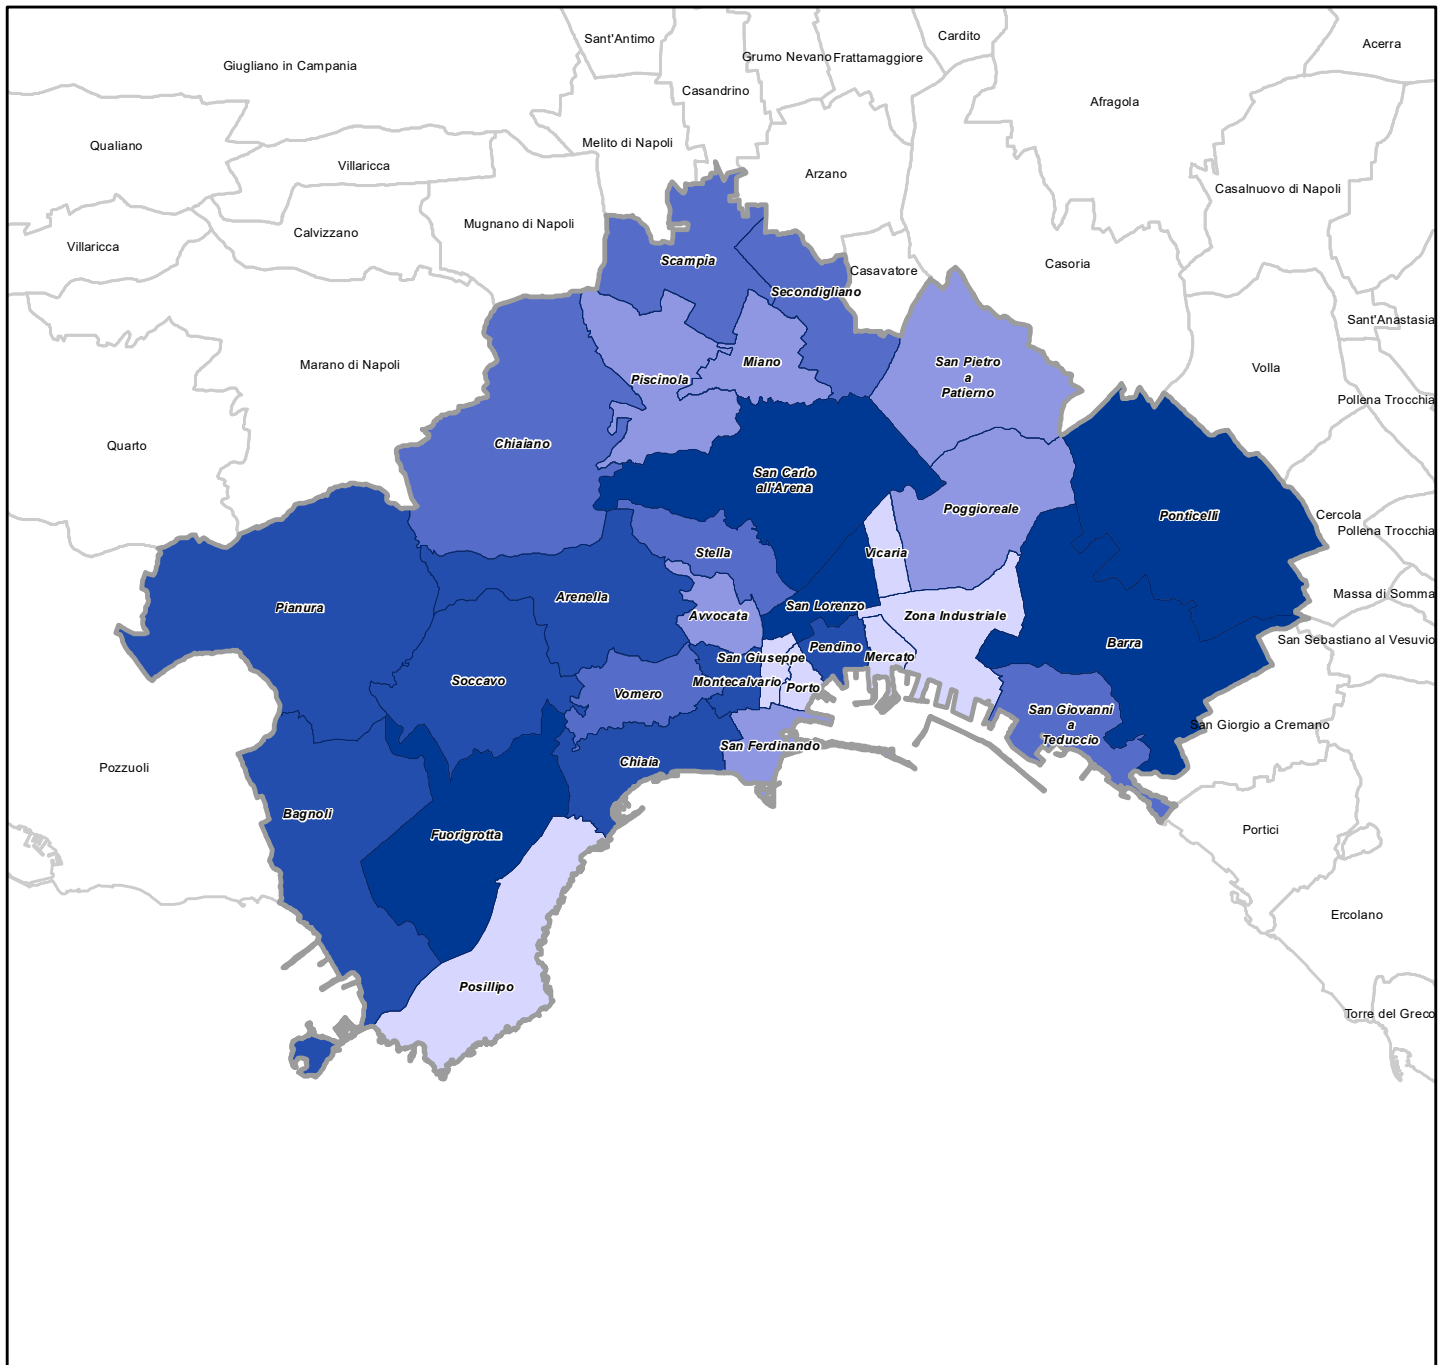 Sant'Antimo
Cardito
Acerra
Grumo Nevano
Frattamaggiore
Giugliano in Campania
Casandrino
Afragola
Qualiano
Melito di Napoli
Villaricca
Arzano
Casalnuovo di Napoli
Mugnano di Napoli
Calvizzano
Villaricca
Scampia
Casoria
Casavatore
Secondigliano
Sant'Anastasia
Marano di Napoli
Miano
San Pietro
a
Patierno
Volla
Piscinola
Pollena Trocchia
Chiaiano
Quarto
San Carlo
all'Arena
Poggioreale
Ponticelli
Cercola
Pollena Trocchia
Stella
Vicaria
Massa di Somma
Arenella
Pianura
San Lorenzo
Avvocata
Zona Industriale
San Sebastiano al Vesuvio
Barra
Pendino
San Giuseppe
Mercato
Soccavo
Montecalvario
Porto
Vomero
San Giovanni
a
Teduccio
San Giorgio a Cremano
San Ferdinando
Chiaia
Pozzuoli
Bagnoli
Fuorigrotta
Portici
Ercolano
Posillipo
Torre del Greco